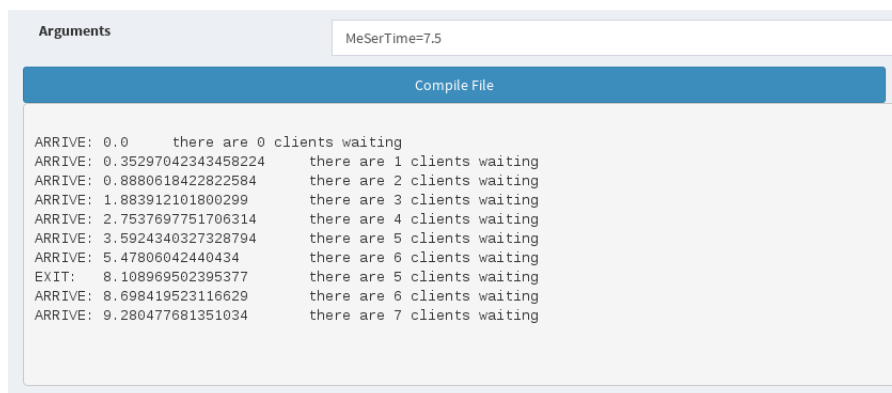 Arguments
MeSerTime=7.5
Compile File
ARRIVE: 0.0 there are 0 clients waiting
ARRIVE: 0.35297042343458224 there are 1 clients waiting
ARRIVE: 0.8880618422822584 there are 2 clients waiting
ARRIVE: 1.883912101800299 there are 3 clients waiting
ARRIVE: 2.7537697751706314 there are 4 clients waiting
ARRIVE: 3.5924340327328794 there are 5 clients waiting
ARRIVE: 5.47806042440434 there are 6 clients waiting
EXIT: 8.108969502395377 there are 5 clients waiting
ARRIVE: 8.698419523116629 there are 6 clients waiting
ARRIVE: 9.280477681351034 there are 7 clients waiting